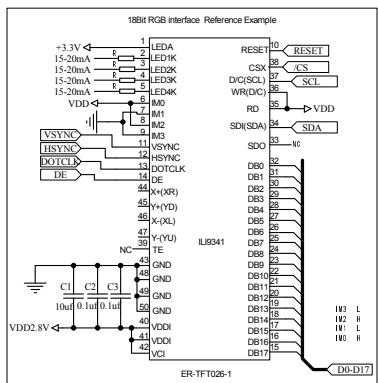 18Bit RGB interface Reference Example
+3.3V 1 LEDA
15-20mA R 2 LED1K
15-20mA R 3 LED2K
15-20mA R 4 LED3K
15-20mA R 5 LED4K
VDD 6 IM0
7 IM1
8 IM2
9 IM3
VSYNC 11 VSYNC
HSYNC 12 HSYNC
DOTCLK 13 DOTCLK
DE 14 DE
44 X+(XR)
45 Y+(YD)
46 X-(XL)
47 Y-(YU)
NC 39 TE
43 GND
48 GND
49 GND
50 GND
40 VDDI
41 VDDI
42 VCI
C1 C2 C3
10uf 0.1uf 0.1uf
VDD2.8V
ILI9341
RESET 10 RESET
CSX 38 /CS
D/C(SCL) 37 SCL
WR(D/C) 36
RD 35 VDD
SDI(SDA) 34 SDA
SDO 33 NC
DB0 32
DB1 31
DB2 30
DB3 29
DB4 28
DB5 27
DB6 26
DB7 25
DB8 24
DB9 23
DB10 22
DB11 21
DB12 20
DB13 19
DB14 18
DB15 17
DB16 16
DB17 15
IM3 L
IM2 H
IM1 L
IM0 H
D0-D17
ER-TFT026-1